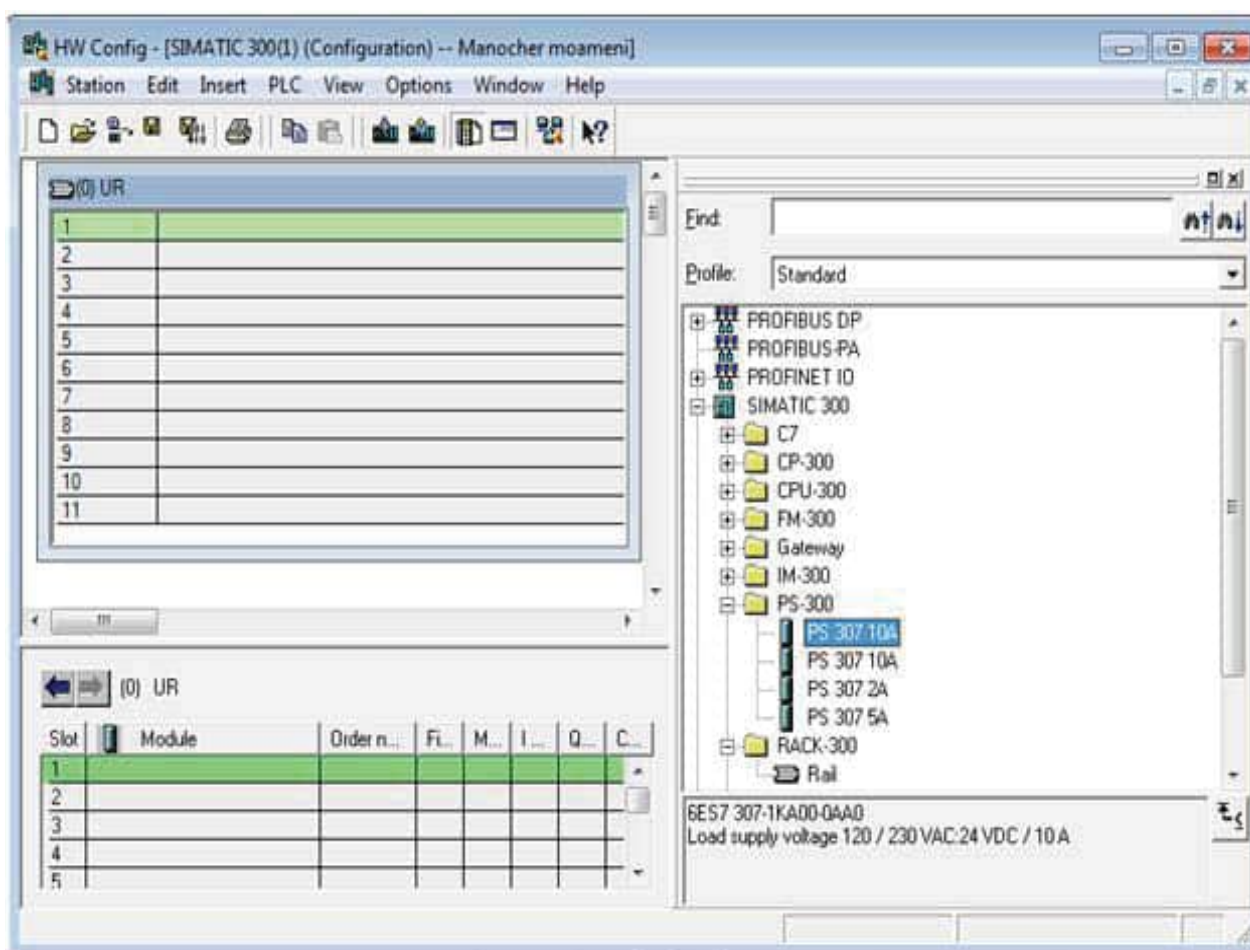 HW Config - [SIMATIC 300(1) (Configuration) -- Manocher moameni]
Station Edit Insert PLC View Options Window Help
(0) UR
1
2
3
4
5
6
7
8
9
10
11
Find:
Profile: Standard
PROFIBUS DP
PROFIBUS-PA
PROFINET IO
SIMATIC 300
C7
CP-300
CPU-300
FM-300
Gateway
IM-300
PS-300
PS 307 10A
PS 307 10A
PS 307 2A
PS 307 5A
RACK-300
Rail
6ES7 307-1KA00-0AA0
Load supply voltage 120 / 230 VAC:24 VDC / 10 A
(0) UR
Slot Module Order n... Fi... M... I ... Q... C...
1
2
3
4
5